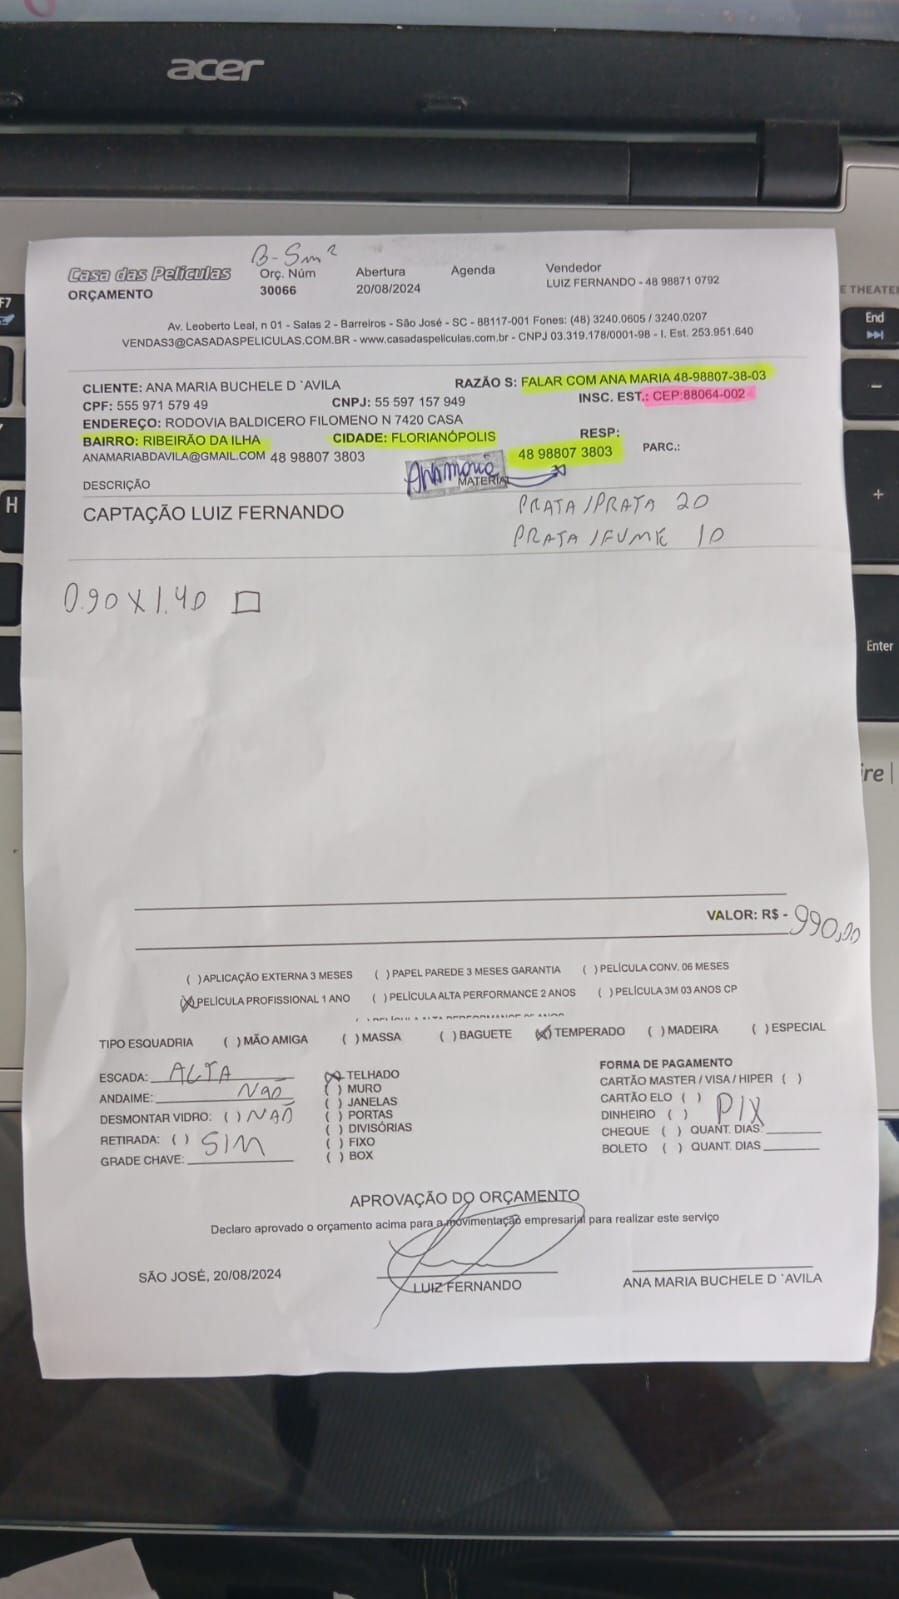 acer
B-5m²
Casa das Películas Orç. Núm Abertura Agenda Vendedor
ORÇAMENTO 30066 20/08/2024 LUIZ FERNANDO - 48 98871 0792
Av. Leoberto Leal, n 01 - Salas 2 - Barreiros - São José - SC - 88117-001 Fones: (48) 3240.0605 / 3240.0207
VENDAS3@CASADASPELICULAS.COM.BR - www.casadaspeliculas.com.br - CNPJ 03.319.178/0001-98 - I. Est. 253.951.640
CLIENTE: ANA MARIA BUCHELE D `AVILA RAZÃO S: FALAR COM ANA MARIA 48-98807-38-03
CPF: 555 971 579 49 CNPJ: 55 597 157 949 INSC. EST.: CEP:88064-002
ENDEREÇO: RODOVIA BALDICERO FILOMENO N 7420 CASA
BAIRRO: RIBEIRÃO DA ILHA CIDADE: FLORIANÓPOLIS RESP:
ANAMARIABDAVILA@GMAIL.COM 48 98807 3803 48 98807 3803 PARC.:
DESCRIÇÃO Anamaria MATERIAL
CAPTAÇÃO LUIZ FERNANDO PRATA/PRATA 20
PRATA/FUME 10
0.90 X 1.40
VALOR: R$ - 990,00
( )APLICAÇÃO EXTERNA 3 MESES ( ) PAPEL PAREDE 3 MESES GARANTIA ( ) PELÍCULA CONV. 06 MESES
(X)PELÍCULA PROFISSIONAL 1 ANO ( ) PELÍCULA ALTA PERFORMANCE 2 ANOS ( ) PELÍCULA 3M 03 ANOS CP
TIPO ESQUADRIA ( ) MÃO AMIGA ( ) MASSA ( ) BAGUETE (X) TEMPERADO ( ) MADEIRA ( ) ESPECIAL
ESCADA: ALTA (X) TELHADO FORMA DE PAGAMENTO
ANDAIME: NÃO ( ) MURO CARTÃO MASTER / VISA / HIPER ( )
DESMONTAR VIDRO: ( ) NÃO ( ) JANELAS CARTÃO ELO ( )
RETIRADA: ( ) SIM ( ) PORTAS DINHEIRO ( ) PIX
GRADE CHAVE: ( ) DIVISÓRIAS CHEQUE ( ) QUANT. DIAS
( ) FIXO BOLETO ( ) QUANT. DIAS
( ) BOX
APROVAÇÃO DO ORÇAMENTO
Declaro aprovado o orçamento acima para a movimentação empresarial para realizar este serviço
SÃO JOSÉ, 20/08/2024 LUIZ FERNANDO ANA MARIA BUCHELE D `AVILA
F7
H
E THEATER
End
Enter
ire